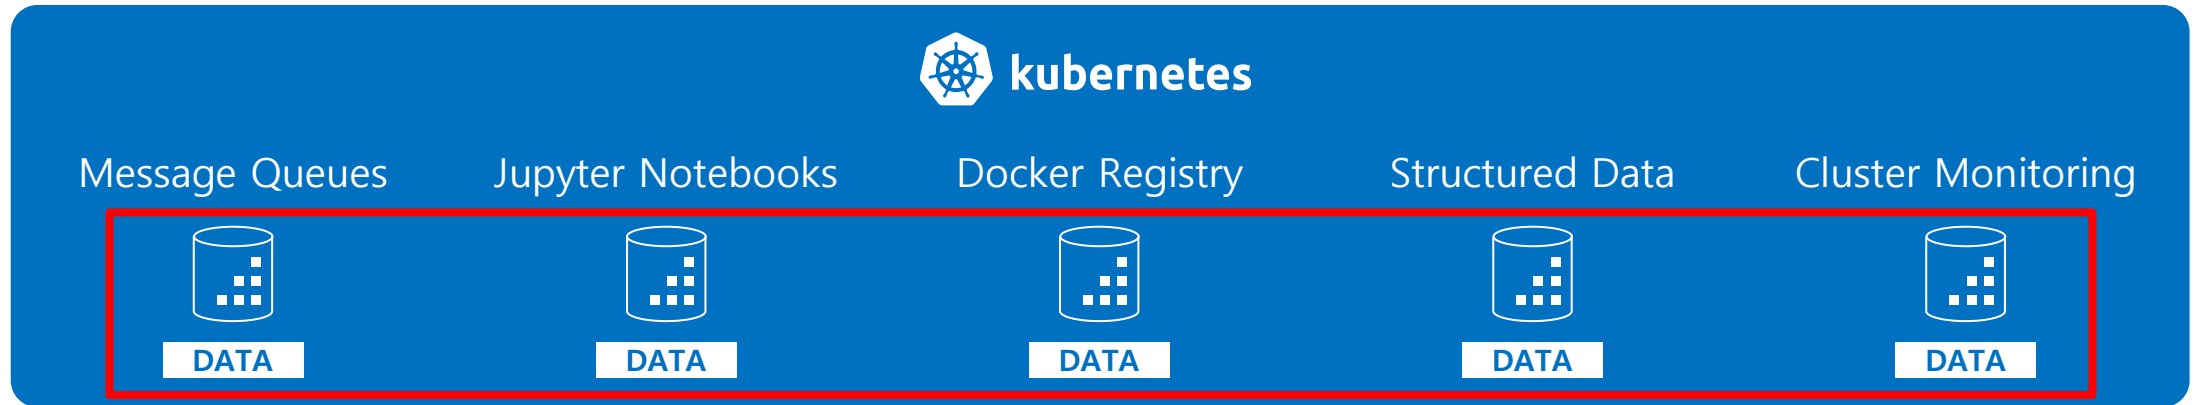 kubernetes
Message Queues Jupyter Notebooks Docker Registry Structured Data Cluster Monitoring
DATA DATA DATA DATA DATA